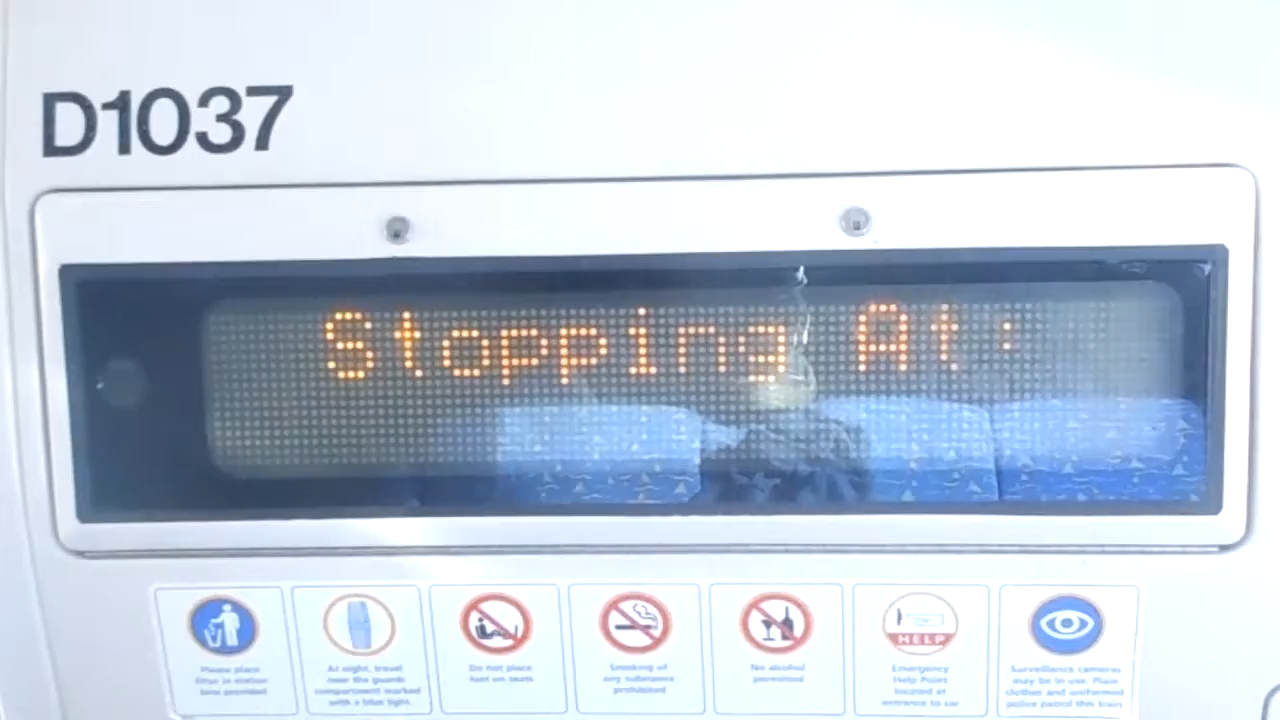 D1037
Stopping At:
Please place
litter in station
bins provided
At night, travel
near the guards
compartment marked
with a blue light.
Do not place
feet on seats
Smoking of
any substance
prohibited
No alcohol
permitted
HELP
Emergency
Help Point
located at
entrance to car
Surveillance cameras
may be in use. Plain
clothes and uniformed
police patrol this train